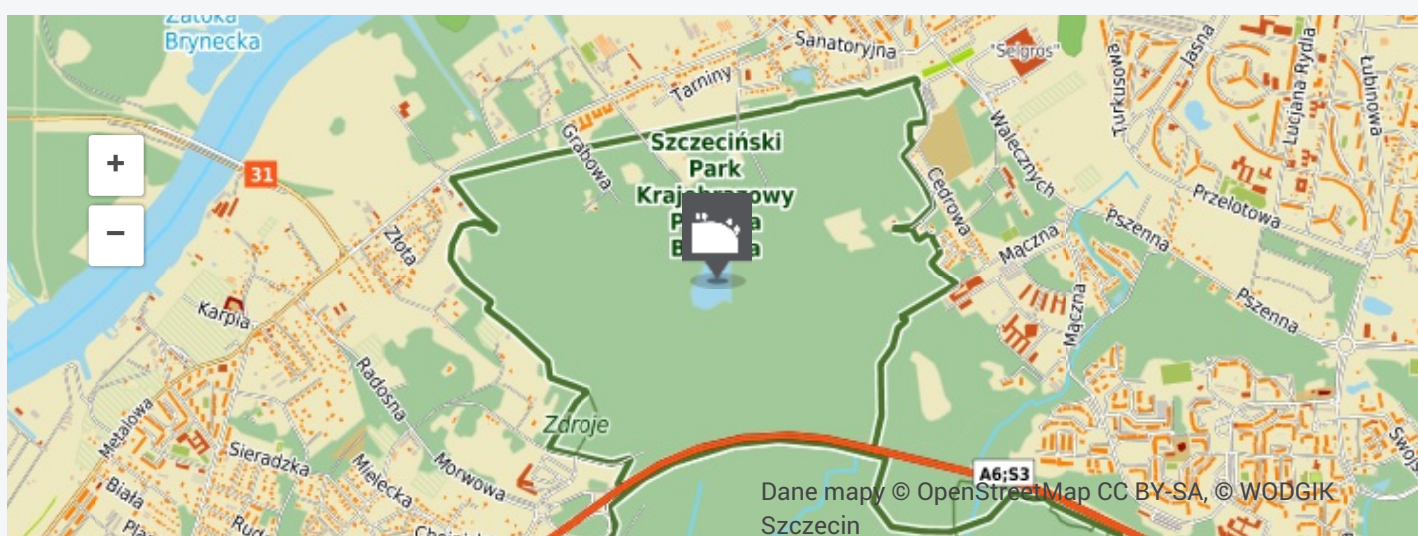 Zatoka
Brynecka
Sanatoryjna
"Selgros"
Jasna
Lucjana Rydla
Łubinowa
Turkusowa
Tarniny
Grabowa
Szczeciński
Park
Walecznych
+
31
Cedrowa
Przelotowa
Pszenna
−
Złota
Mączna
Pszenna
Karpia
Mączna
Radosna
Metalowa
Zdroje
Sieradzka
Mielecka
Morwowa
A6;S3
Biała
Dane mapy © OpenStreetMap CC BY-SA, © WODGIK
Szczecin